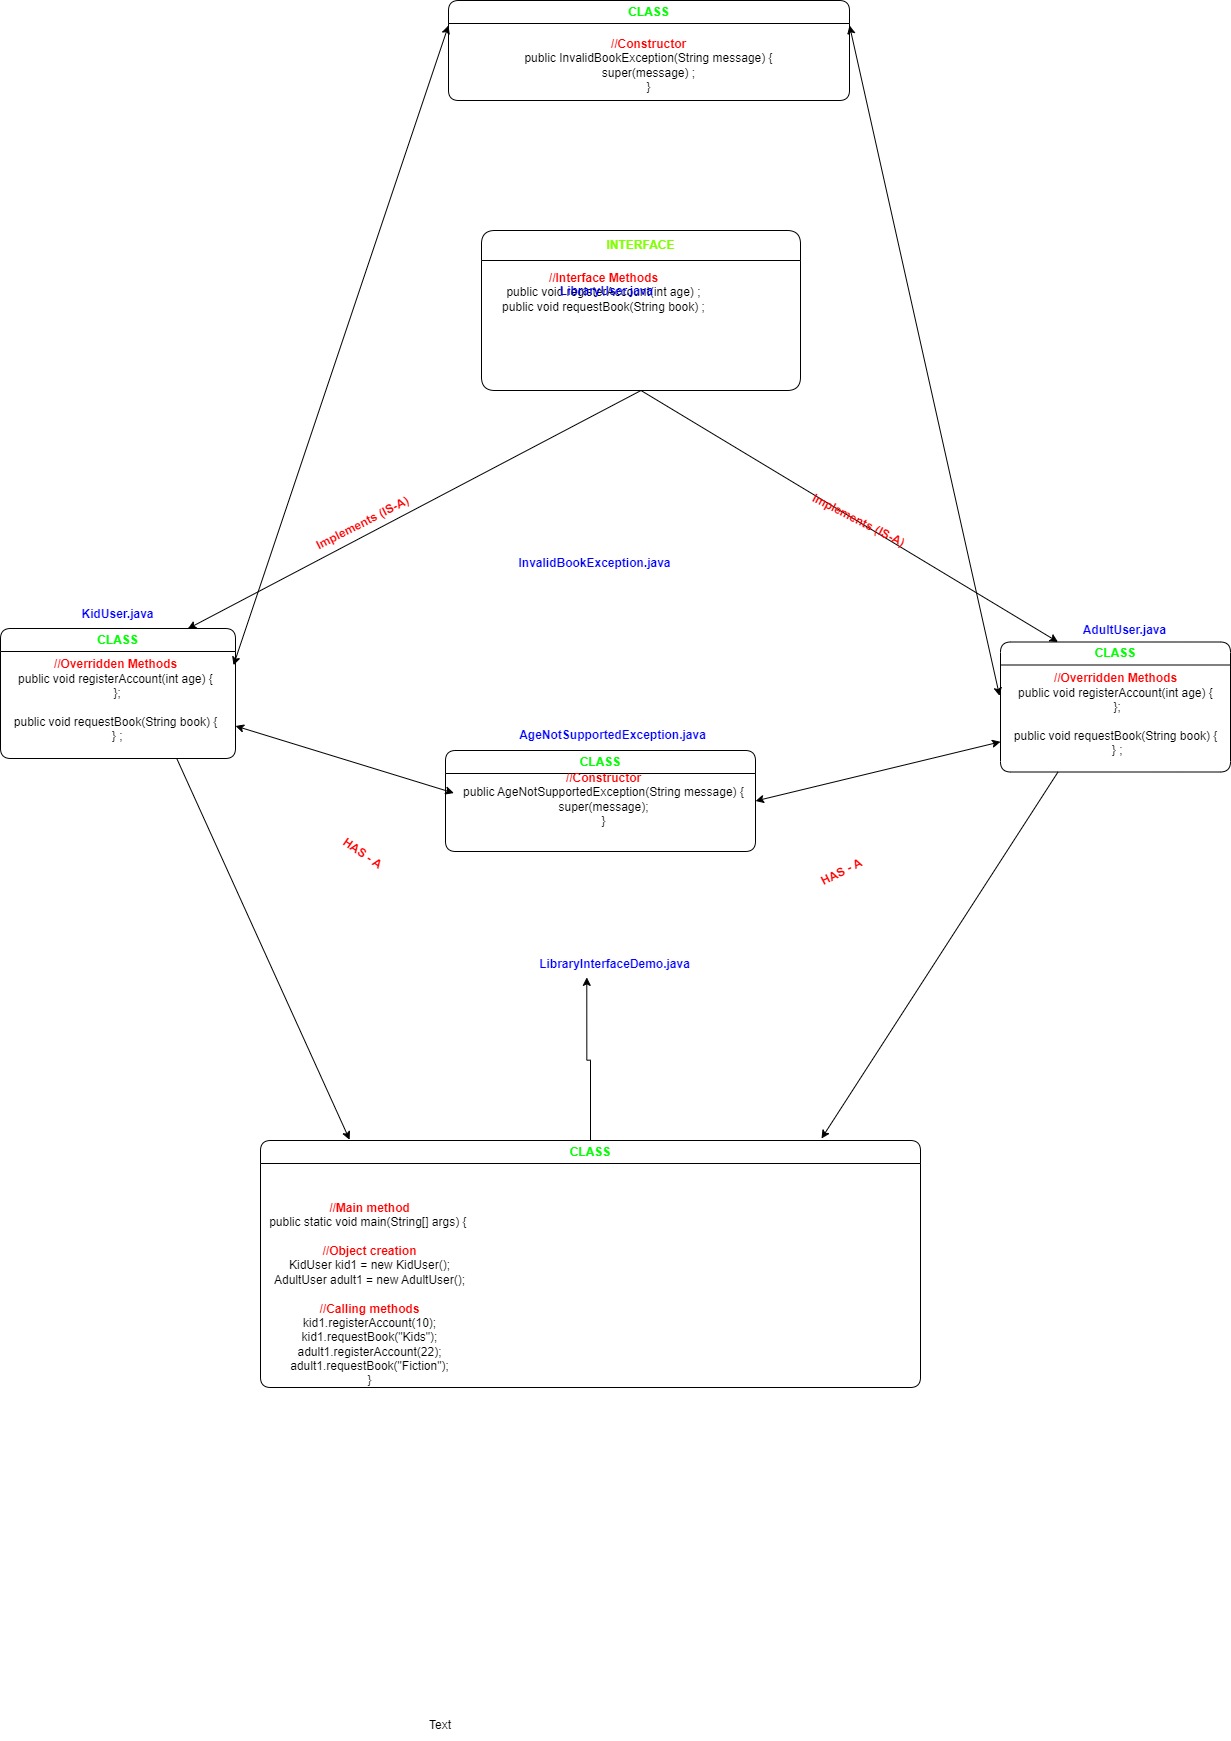 CLASS
//Constructor
public InvalidBookException(String message) {
super(message) ;
}
INTERFACE
//Interface Methods
LibraryUser.java
public void registerAccount(int age) ;
public void requestBook(String book) ;
Implements (IS-A)
Implements (IS-A)
InvalidBookException.java
KidUser.java
CLASS
//Overridden Methods
public void registerAccount(int age) {
};
public void requestBook(String book) {
} ;
AdultUser.java
CLASS
//Overridden Methods
public void registerAccount(int age) {
};
public void requestBook(String book) {
} ;
AgeNotSupportedException.java
CLASS
//Constructor
public AgeNotSupportedException(String message) {
super(message);
}
HAS - A
HAS - A
LibraryInterfaceDemo.java
CLASS
//Main method
public static void main(String[] args) {
//Object creation
KidUser kid1 = new KidUser();
AdultUser adult1 = new AdultUser();
//Calling methods
kid1.registerAccount(10);
kid1.requestBook("Kids");
adult1.registerAccount(22);
adult1.requestBook("Fiction");
}
Text